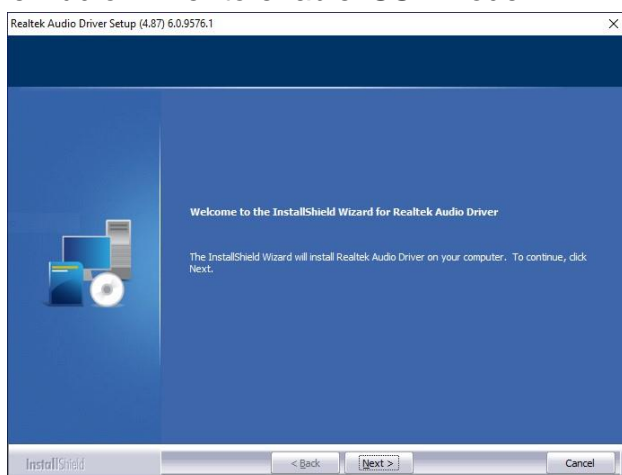 Realtek Audio Driver Setup (4.87) 6.0.9576.1
Welcome to the InstallShield Wizard for Realtek Audio Driver
The InstallShield Wizard will install Realtek Audio Driver on your computer. To continue, click
Next.
InstallShield
< Back
Next >
Cancel